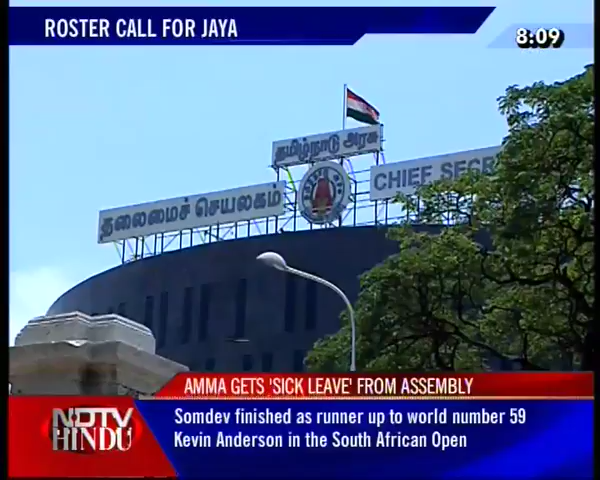 ROSTER CALL FOR JAYA
8:09
தமிழ்நாடு அரசு
தலைமைச் செயலகம்
CHIEF SECR
AMMA GETS 'SICK LEAVE' FROM ASSEMBLY
NDTV
HINDU
Somdev finished as runner up to world number 59
Kevin Anderson in the South African Open